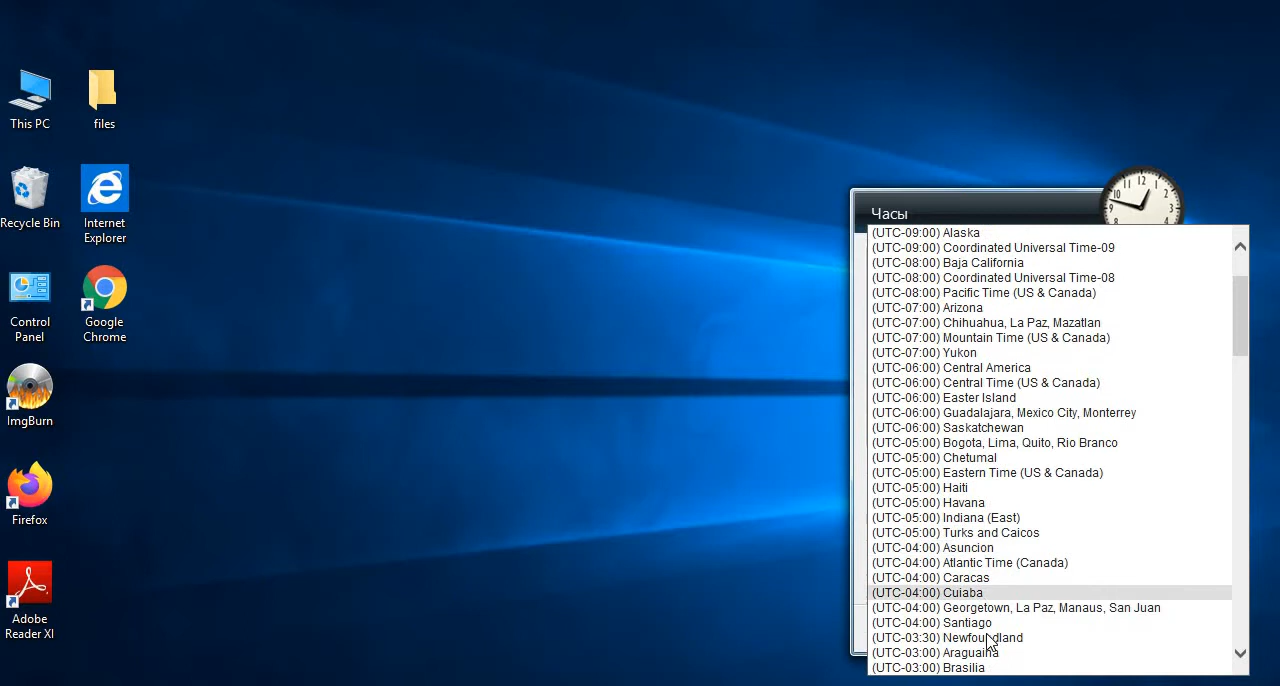 This PC
files
Recycle Bin
Internet
Explorer
Control
Panel
Google
Chrome
ImgBurn
Firefox
Adobe
Reader XI
Часы
11 12 1
10 2
9 3
8 4
(UTC-09:00) Alaska
(UTC-09:00) Coordinated Universal Time-09
(UTC-08:00) Baja California
(UTC-08:00) Coordinated Universal Time-08
(UTC-08:00) Pacific Time (US & Canada)
(UTC-07:00) Arizona
(UTC-07:00) Chihuahua, La Paz, Mazatlan
(UTC-07:00) Mountain Time (US & Canada)
(UTC-07:00) Yukon
(UTC-06:00) Central America
(UTC-06:00) Central Time (US & Canada)
(UTC-06:00) Easter Island
(UTC-06:00) Guadalajara, Mexico City, Monterrey
(UTC-06:00) Saskatchewan
(UTC-05:00) Bogota, Lima, Quito, Rio Branco
(UTC-05:00) Chetumal
(UTC-05:00) Eastern Time (US & Canada)
(UTC-05:00) Haiti
(UTC-05:00) Havana
(UTC-05:00) Indiana (East)
(UTC-05:00) Turks and Caicos
(UTC-04:00) Asuncion
(UTC-04:00) Atlantic Time (Canada)
(UTC-04:00) Caracas
(UTC-04:00) Cuiaba
(UTC-04:00) Georgetown, La Paz, Manaus, San Juan
(UTC-04:00) Santiago
(UTC-03:30) Newfoundland
(UTC-03:00) Araguaina
(UTC-03:00) Brasilia